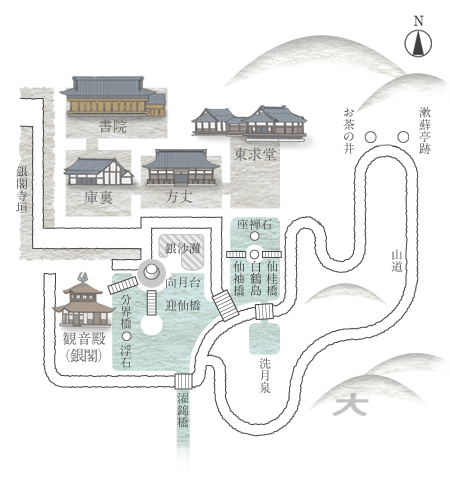 N
書院
東求堂
お茶の井
漱蘇亭跡
銀閣寺垣
庫裏
方丈
銀沙灘
座禅石
向月台
仙袖橋
白鶴島
仙桂橋
山道
分界橋
迎仙橋
観音殿
(銀閣)
浮石
洗月泉
濯錦橋
大